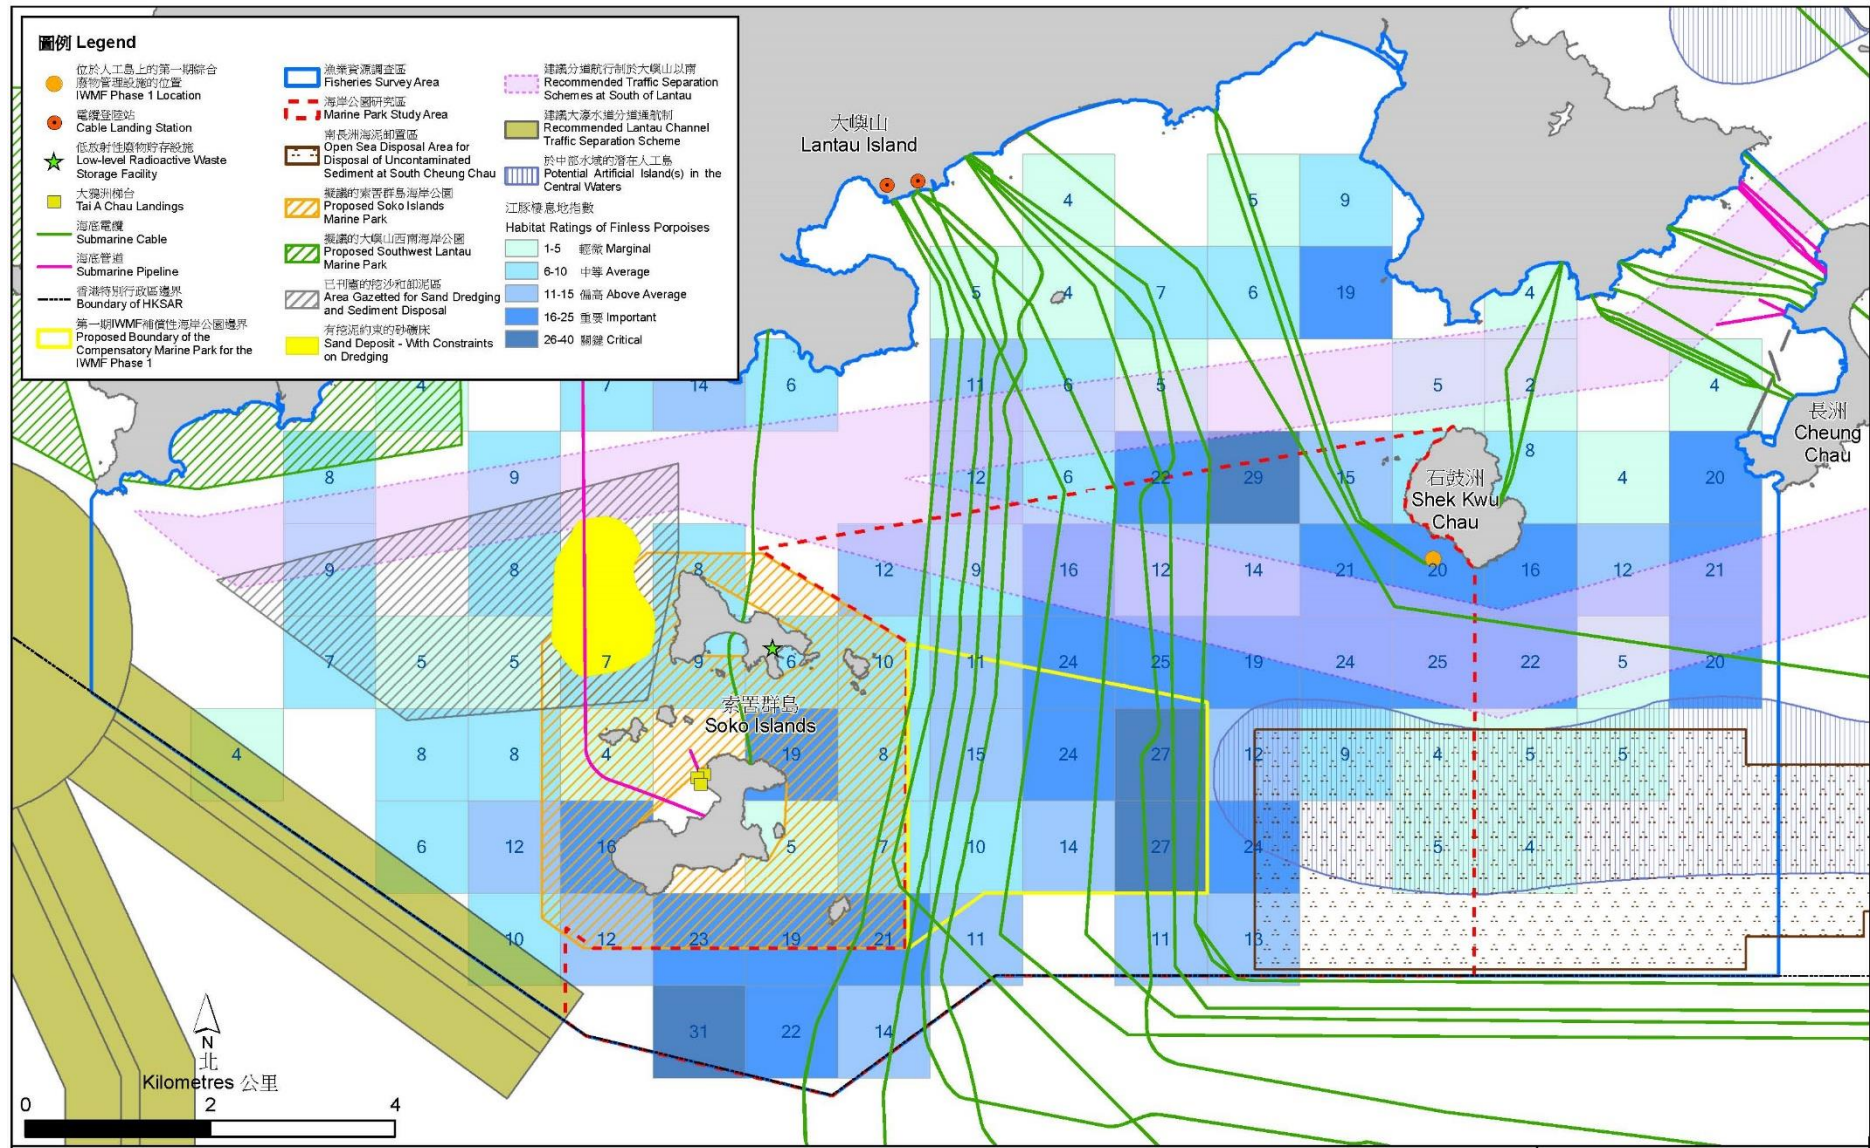 圖例 Legend
位於人工島上的第一期綜合
廢物管理設施的位置
IWMF Phase 1 Location
電纜登陸站
Cable Landing Station
低放射性廢物貯存設施
Low-level Radioactive Waste
Storage Facility
大鴉洲梯台
Tai A Chau Landings
海底電纜
Submarine Cable
海底管道
Submarine Pipeline
香港特別行政區邊界
Boundary of HKSAR
第一期IWMF補償性海岸公園邊界
Proposed Boundary of the
Compensatory Marine Park for the
IWMF Phase 1
漁業資源調查區
Fisheries Survey Area
海岸公園研究區
Marine Park Study Area
南長洲海泥卸置區
Open Sea Disposal Area for
Disposal of Uncontaminated
Sediment at South Cheung Chau
擬議的索罟群島海岸公園
Proposed Soko Islands
Marine Park
擬議的大嶼山西南海岸公園
Proposed Southwest Lantau
Marine Park
已刊憲的挖沙和卸泥區
Area Gazetted for Sand Dredging
and Sediment Disposal
有挖泥約束的砂礦床
Sand Deposit - With Constraints
on Dredging
建議分道航行制於大嶼山以南
Recommended Traffic Separation
Schemes at South of Lantau
建議大濠水道分道通航制
Recommended Lantau Channel
Traffic Separation Scheme
於中部水域的潛在人工島
Potential Artificial Island(s) in the
Central Waters
江豚棲息地指數
Habitat Ratings of Finless Porpoises
1-5 輕微 Marginal
6-10 中等 Average
11-15 偏高 Above Average
16-25 重要 Important
26-40 關鍵 Critical
大嶼山
Lantau Island
4 5 9
5 4 7 6 19 4
4 7 14 6 11 6 5 5 2 4
長洲
Cheung
Chau
8 9 12 6 22 29 15 8 4 20
石鼓洲
Shek Kwu
Chau
9 8 8 12 9 16 12 14 21 20 16 12 21
7 5 5 7 9 6 10 11 24 25 19 24 25 22 5 20
索罟群島
Soko Islands
4 8 8 4 19 8 15 24 27 12 9 4 5 5
6 12 16 5 7 10 14 27 24 5 4
10 12 23 19 21 11 11 13
31 22 14
N
北
Kilometres 公里
0 2 4